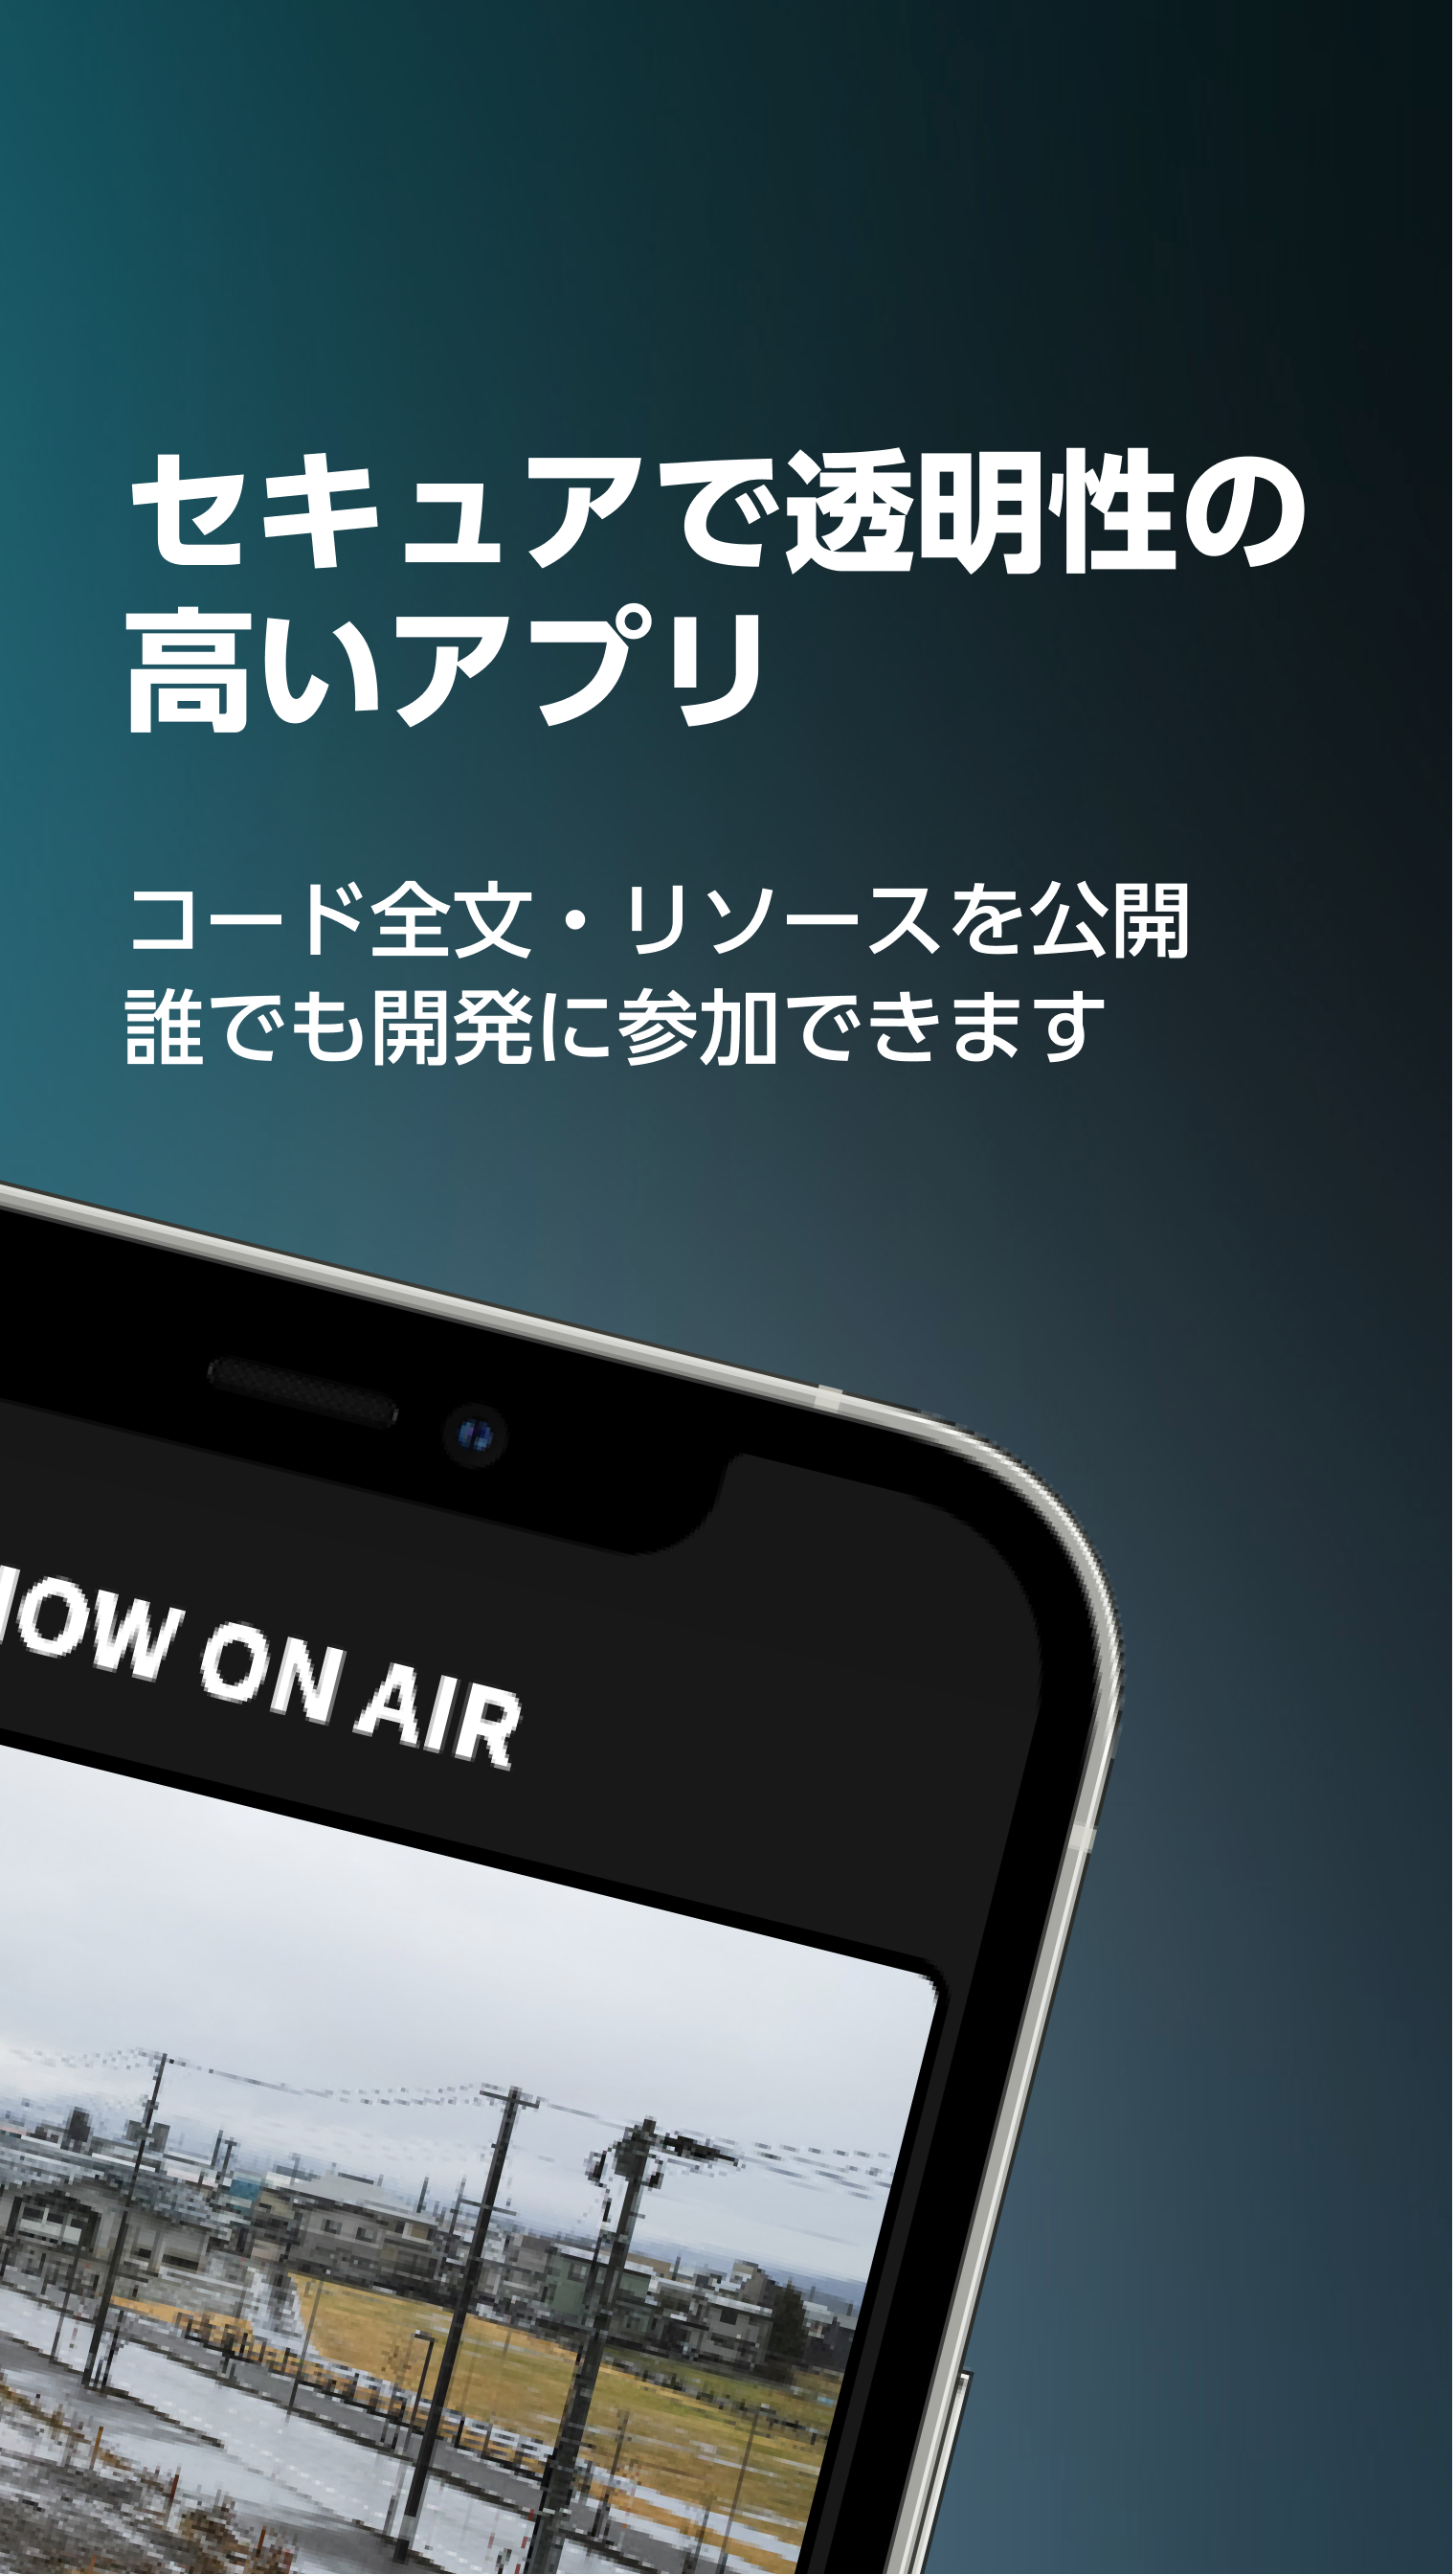 セキュアで透明性の
高いアプリ
コード全文・リソースを公開
誰でも開発に参加できます
NOW ON AIR